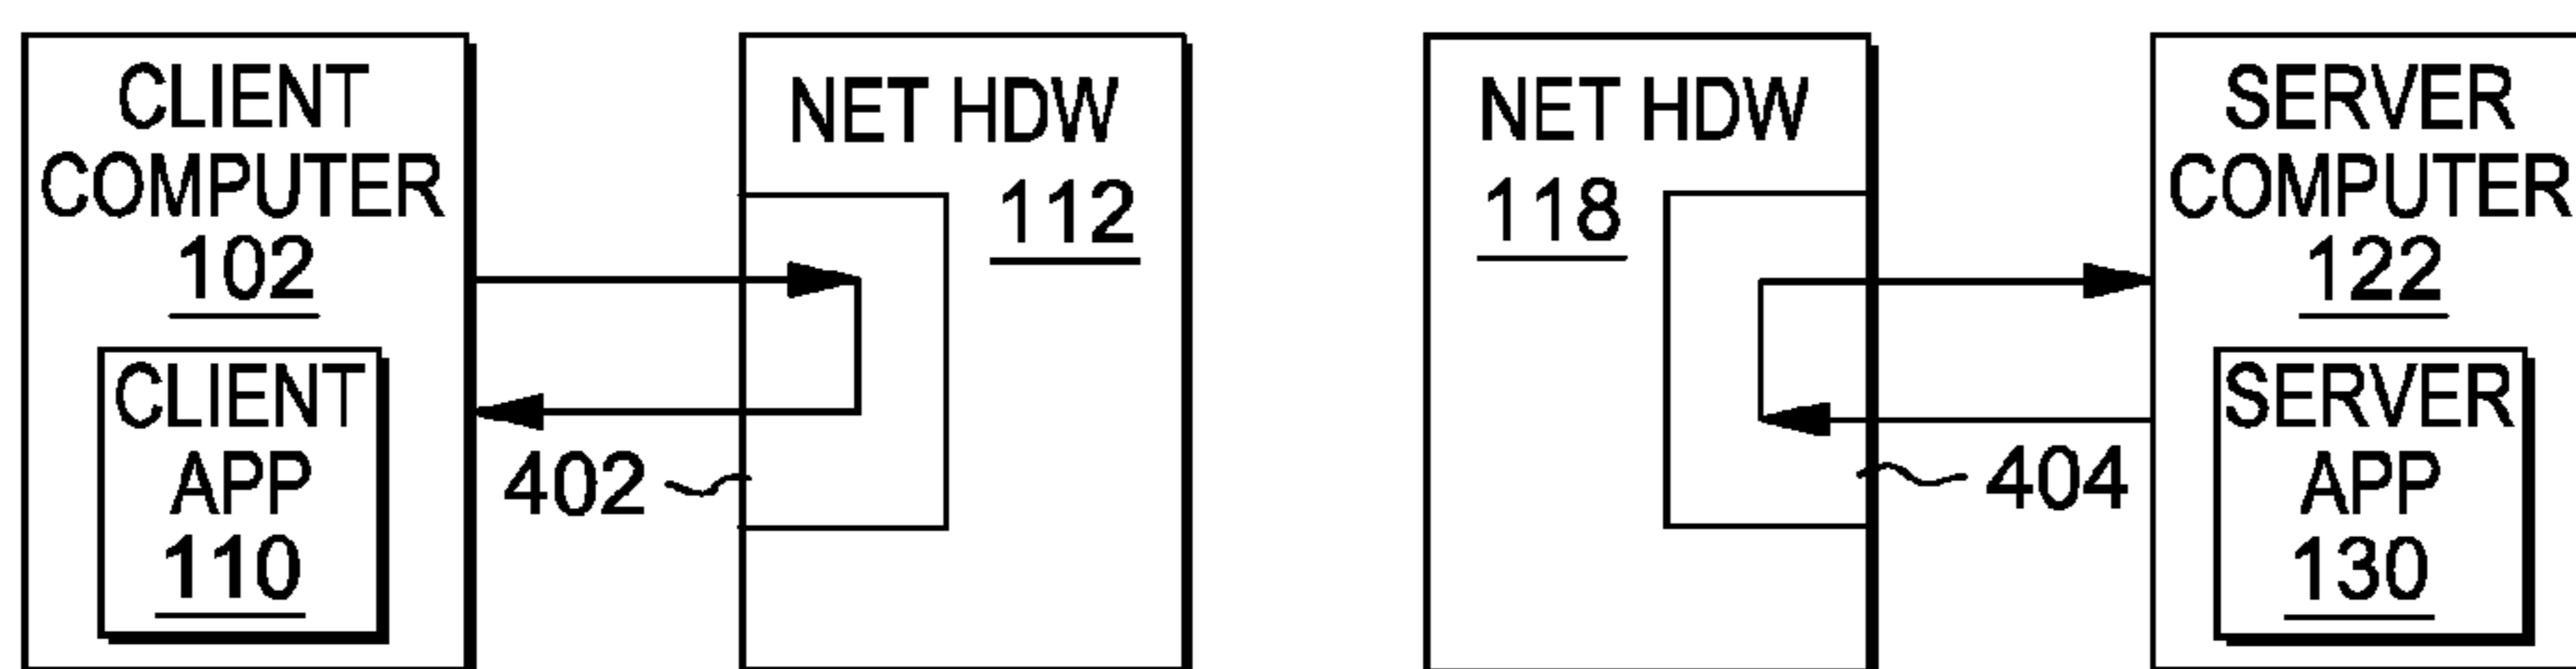 CLIENT
COMPUTER
102
CLIENT
APP
110
402
NET HDW
112
NET HDW
118
404
SERVER
COMPUTER
122
SERVER
APP
130